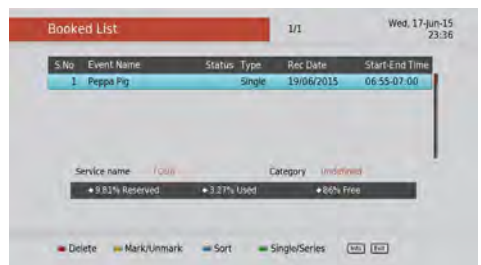 Booked List 1/1 Wed, 17-Jun-15
23:36
S.No Event Name Status Type Rec Date Start-End Time
1 Peppa Pig Single 19/06/2015 06:55-07:00
Service name Category Undefined
9.81% Reserved 3.27% Used 86% Free
Delete Mark/Unmark Sort Single/Series Info Exit